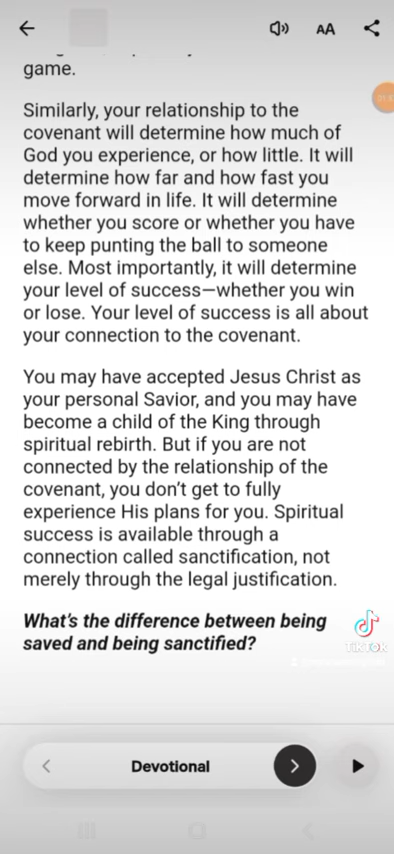 AA
game.
Similarly, your relationship to the
covenant will determine how much of
God you experience, or how little. It will
determine how far and how fast you
move forward in life. It will determine
whether you score or whether you have
to keep punting the ball to someone
else. Most importantly, it will determine
your level of success—whether you win
or lose. Your level of success is all about
your connection to the covenant.
You may have accepted Jesus Christ as
your personal Savior, and you may have
become a child of the King through
spiritual rebirth. But if you are not
connected by the relationship of the
covenant, you don't get to fully
experience His plans for you. Spiritual
success is available through a
connection called sanctification, not
merely through the legal justification.
What's the difference between being
saved and being sanctified?
TikTok
Devotional